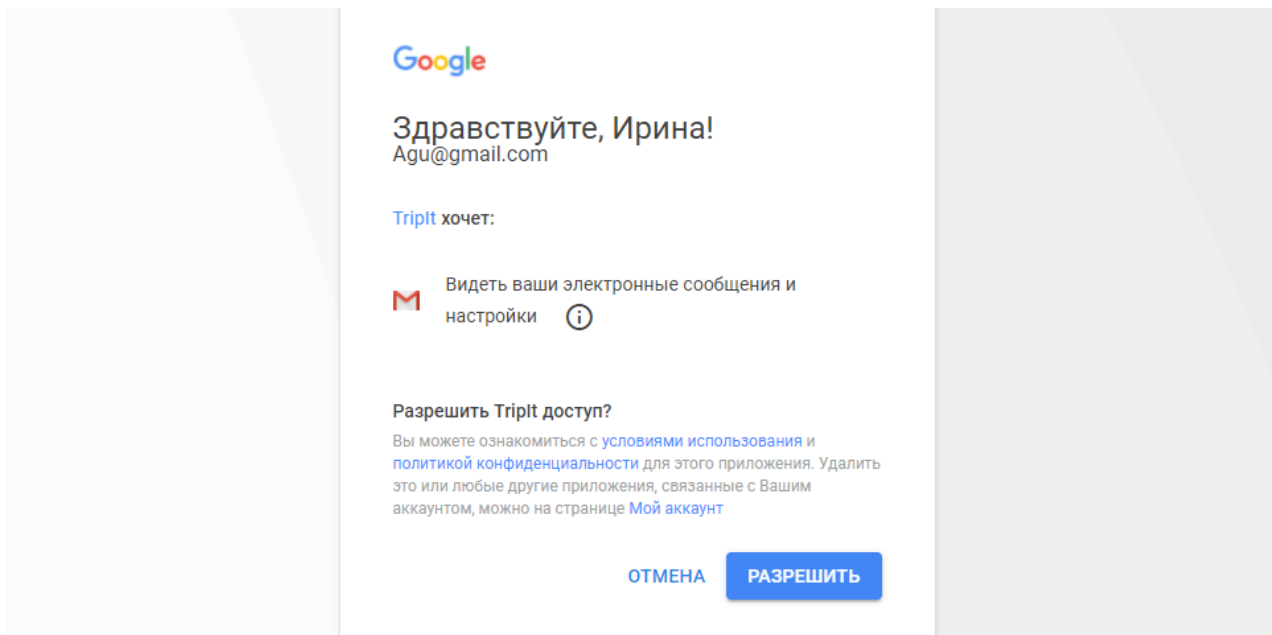 Google
Здравствуйте, Ирина!
Agu@gmail.com
TripIt хочет:
Видеть ваши электронные сообщения и
настройки
Разрешить TripIt доступ?
Вы можете ознакомиться с условиями использования и
политикой конфиденциальности для этого приложения. Удалить
это или любые другие приложения, связанные с Вашим
аккаунтом, можно на странице Мой аккаунт
ОТМЕНА РАЗРЕШИТЬ